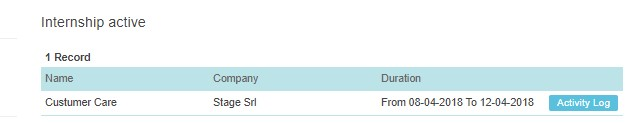 Internship active
1 Record
Name Company Duration
Custumer Care Stage Srl From 08-04-2018 To 12-04-2018 Activity Log